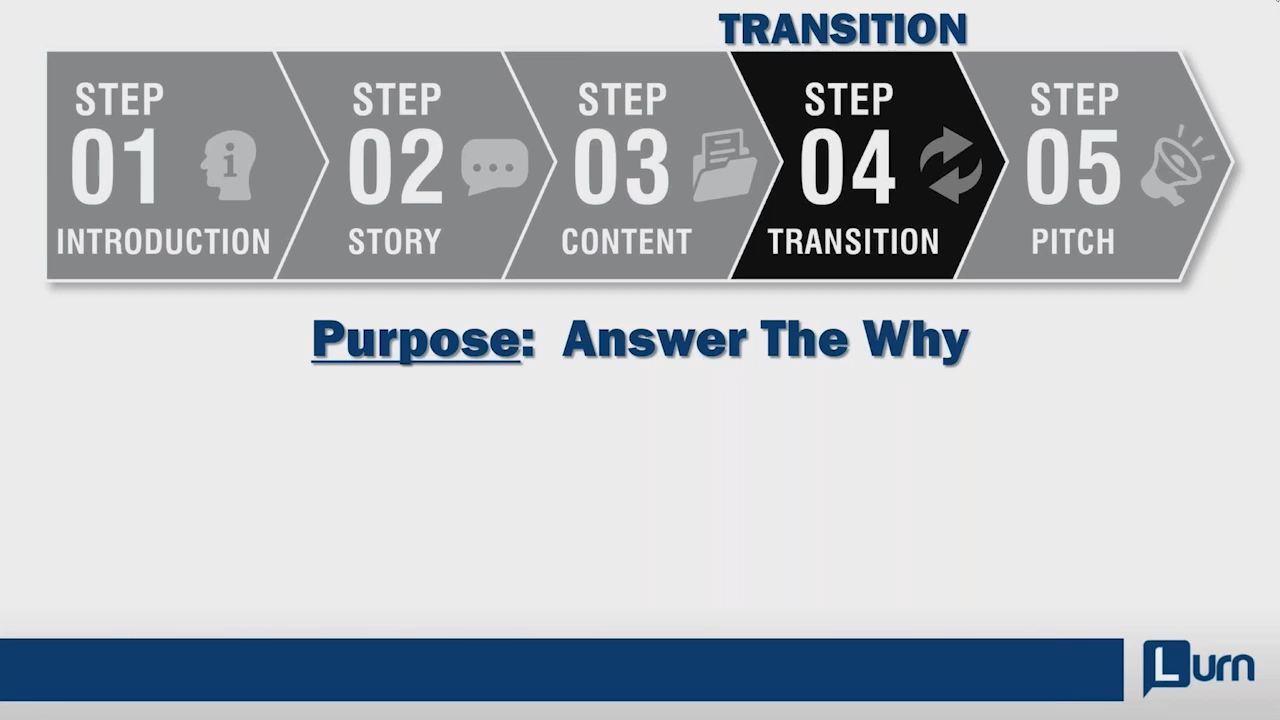 TRANSITION
STEP
01
INTRODUCTION
STEP
02
STORY
STEP
03
CONTENT
STEP
04
TRANSITION
STEP
05
PITCH
Purpose: Answer The Why
Lurn